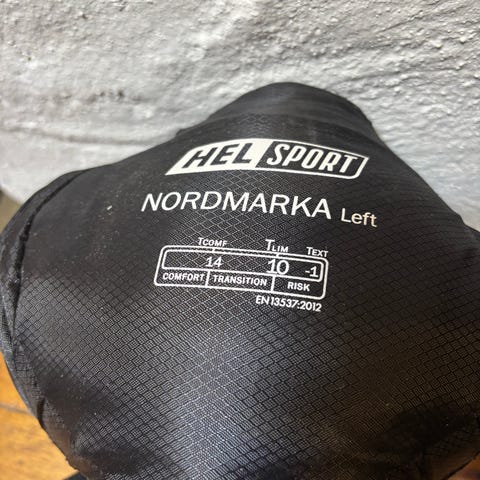 HELSPORT
NORDMARKA Left
TCOMF TLIM TEXT
14 10 -1
COMFORT TRANSITION RISK
EN13537:2012